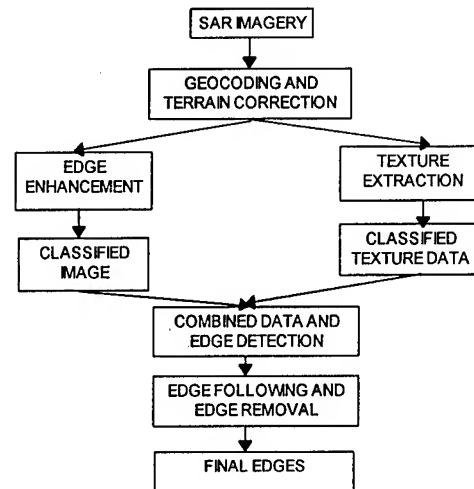 SAR IMAGERY
GEOCODING AND
TERRAIN CORRECTION
EDGE
ENHANCEMENT
TEXTURE
EXTRACTION
CLASSIFIED
IMAGE
CLASSIFIED
TEXTURE DATA
COMBINED DATA AND
EDGE DETECTION
EDGE FOLLOWING AND
EDGE REMOVAL
FINAL EDGES